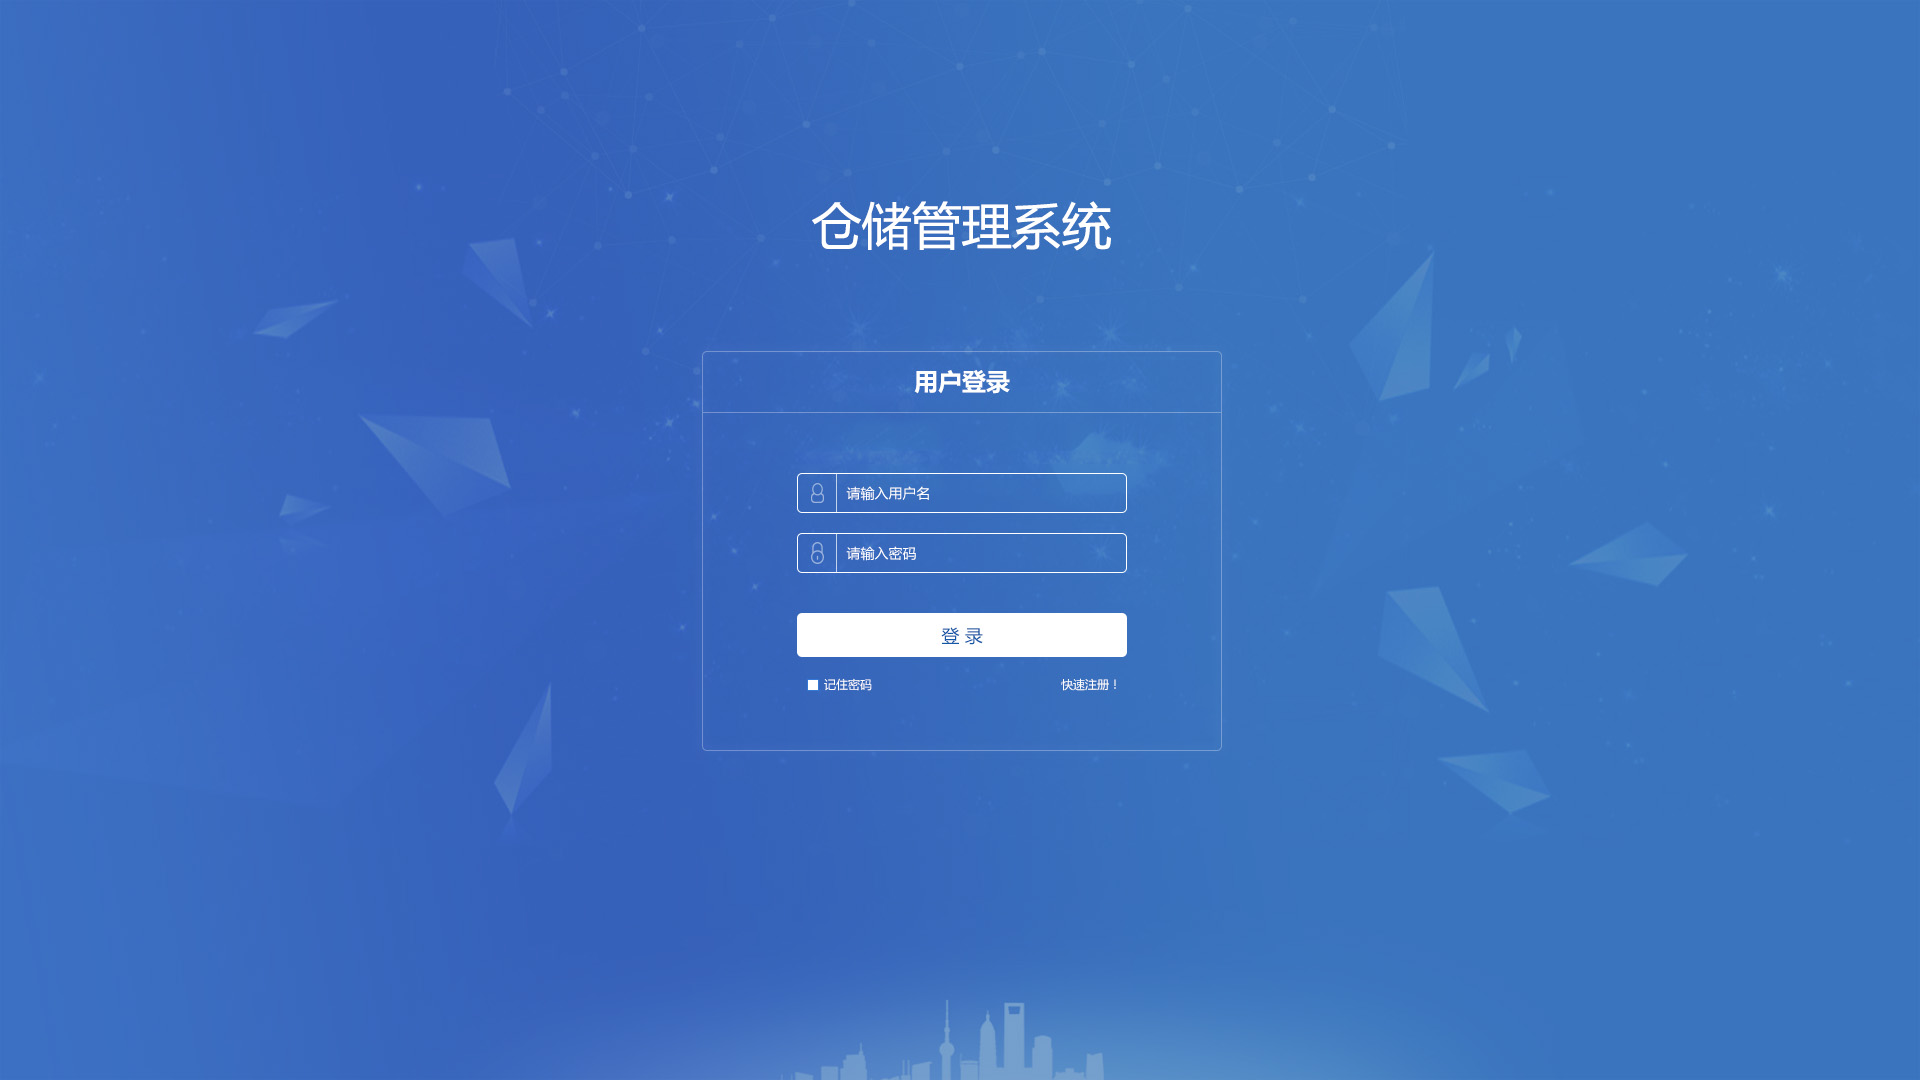 仓储管理系统
用户登录
请输入用户名
请输入密码
登 录
记住密码
快速注册！